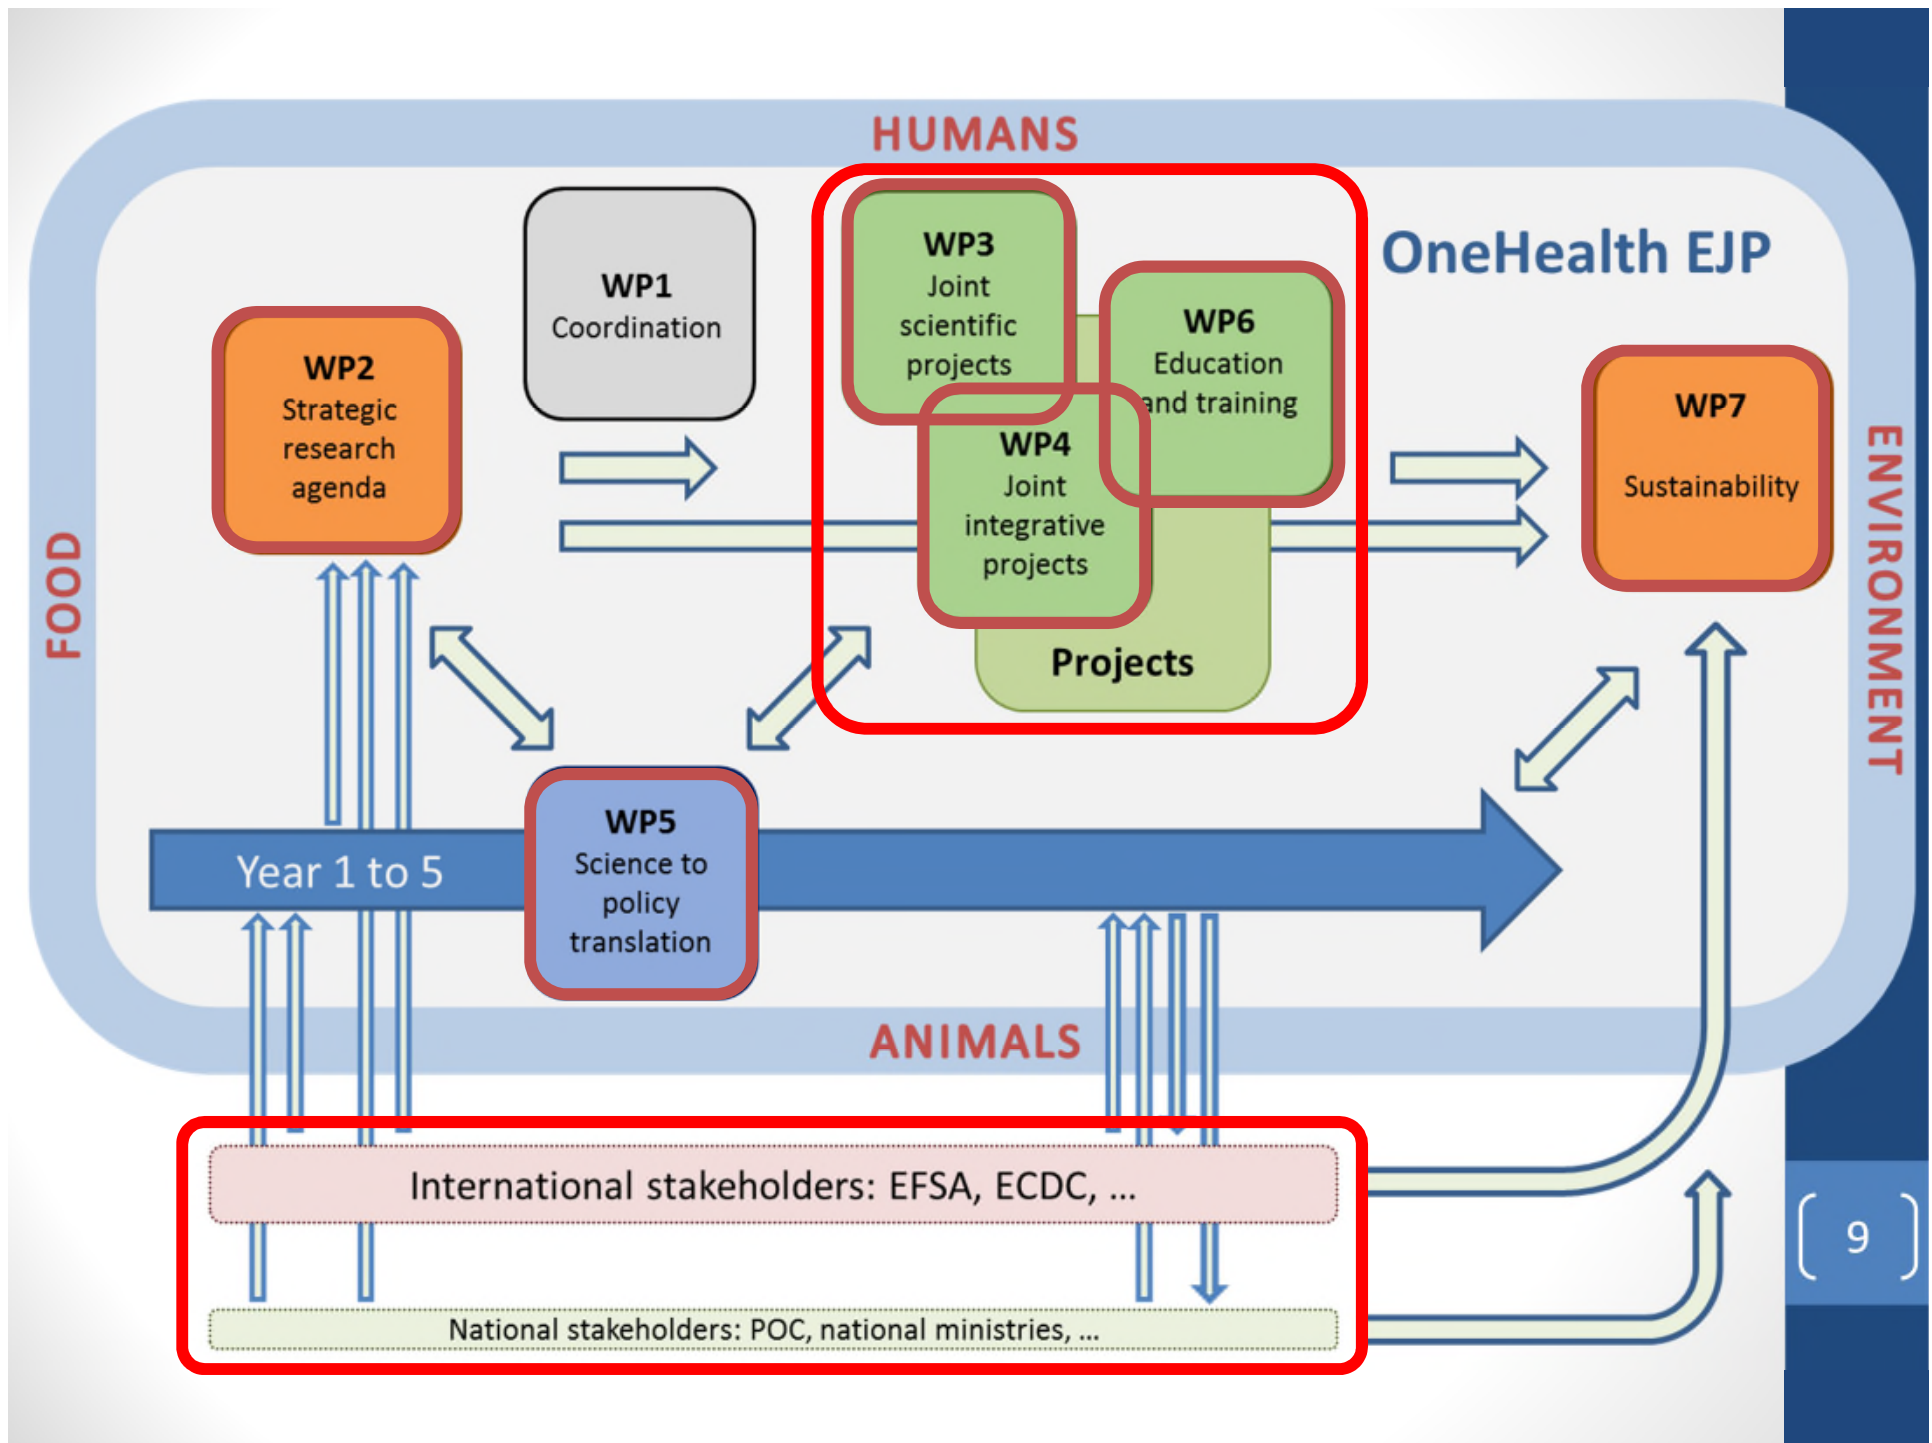 HUMANS
OneHealth EJP
WP1
Coordination
WP3
Joint
scientific
projects
WP6
Education
and training
WP2
Strategic
research
agenda
WP4
Joint
integrative
projects
Projects
WP7
Sustainability
FOOD
ENVIRONMENT
Year 1 to 5
WP5
Science to
policy
translation
ANIMALS
International stakeholders: EFSA, ECDC, ...
National stakeholders: POC, national ministries, ...
9